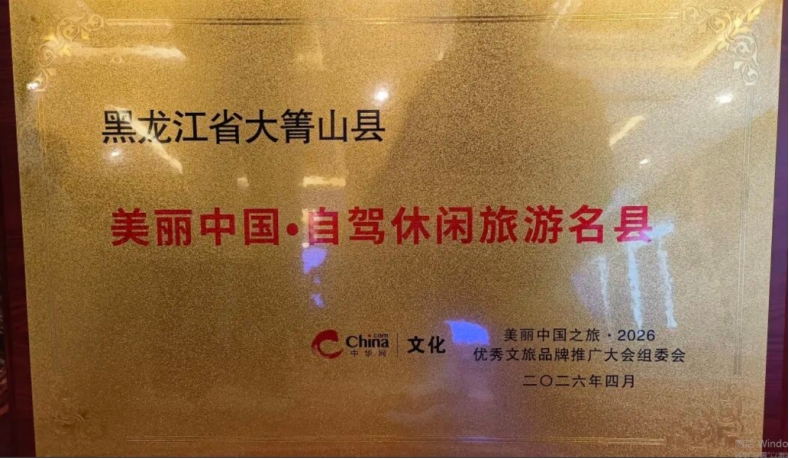 黑龙江省大箐山县
美丽中国·自驾休闲旅游名县
China.com
中华网
文化
美丽中国之旅·2026
优秀文旅品牌推广大会组委会
二〇二六年四月